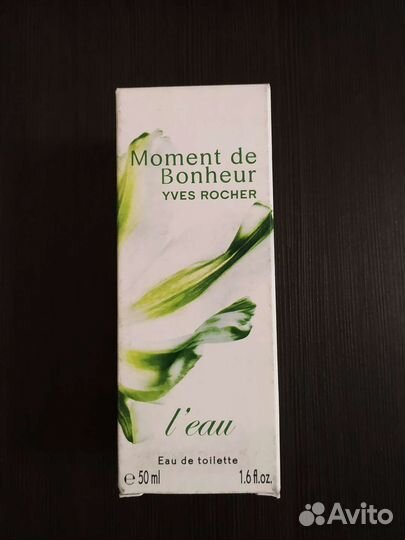 Moment de
Bonheur
YVES ROCHER
l'eau
Eau de toilette
℮ 50 ml 1.6 fl.oz.
Avito